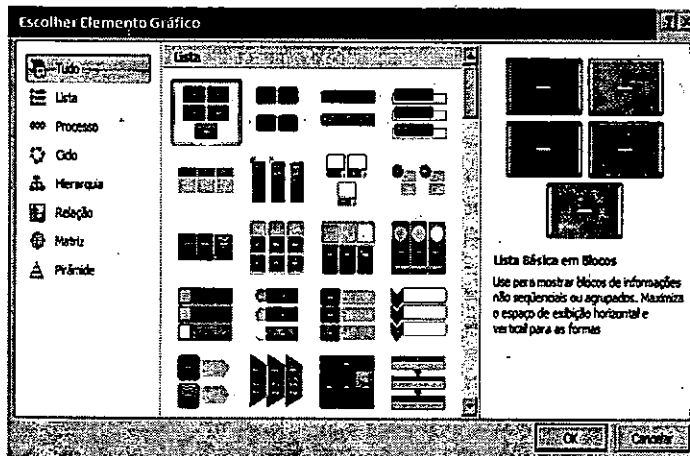 Escolher Elemento Gráfico
Tudo
Lista
Processo
Ciclo
Hierarquia
Relação
Matriz
Pirâmide
Lista
Lista Básica em Blocos
Use para mostrar blocos de informações
não seqüenciais ou agrupados. Maximiza
o espaço de exibição horizontal e
vertical para as formas
OK
Cancelar